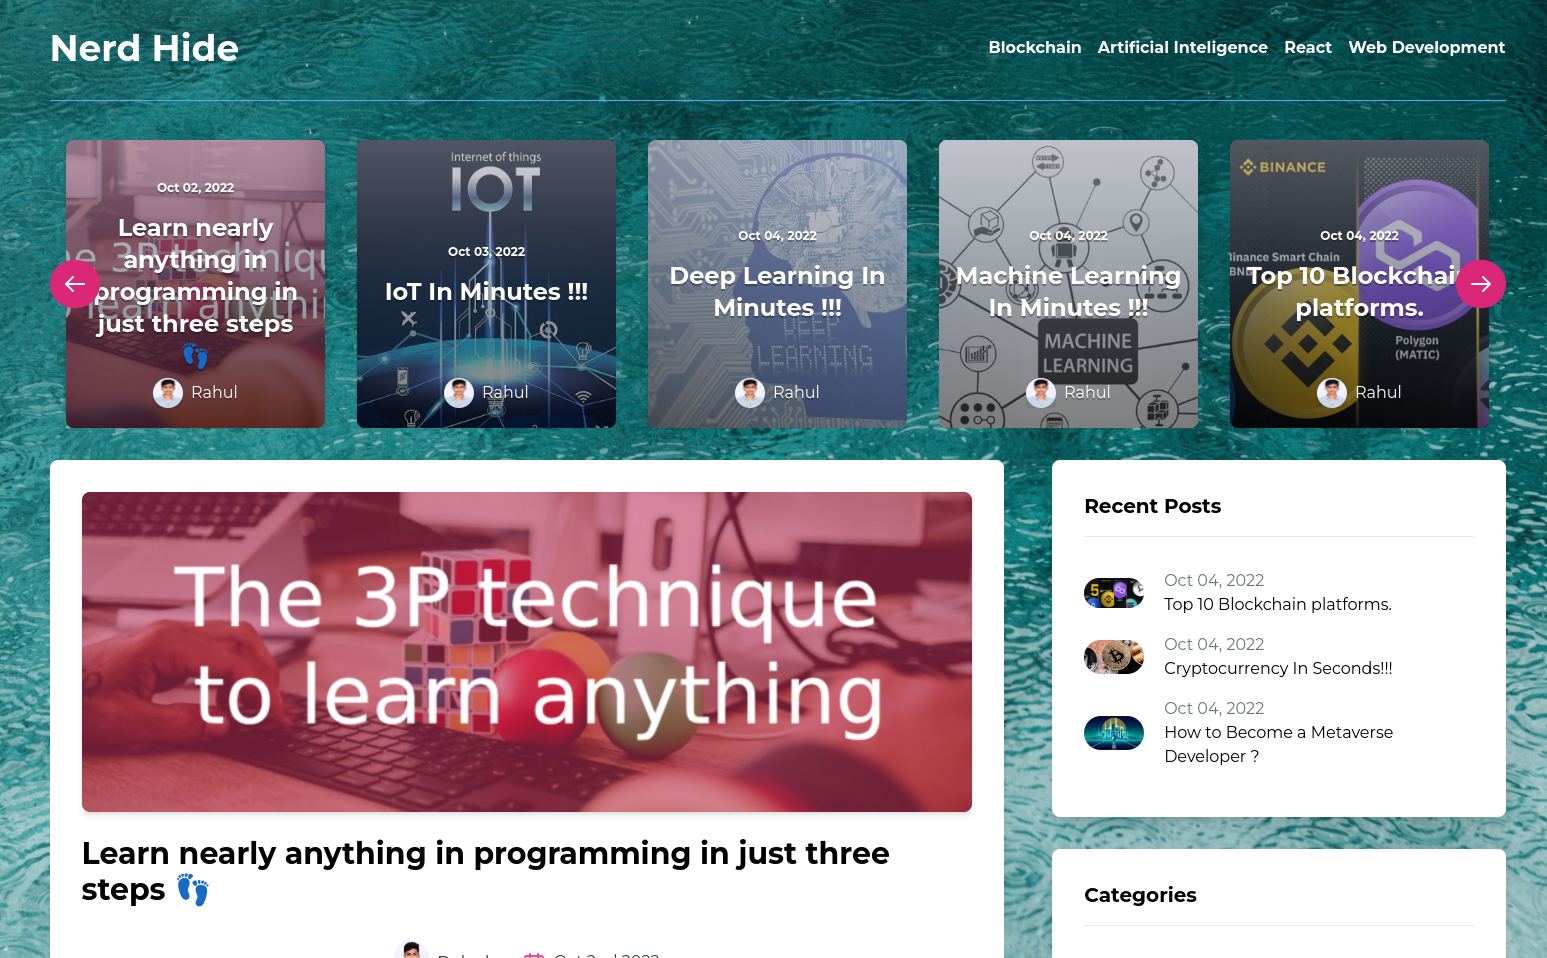 Nerd Hide
Blockchain Artificial Inteligence React Web Development
Oct 02, 2022
Learn nearly
anything in
programming in
just three steps
👣
Rahul
Internet of things
IOT
Oct 03, 2022
IoT In Minutes !!!
Rahul
Oct 04, 2022
Deep Learning In
Minutes !!!
DEEP
LEARNING
Rahul
Oct 04, 2022
Machine Learning
In Minutes !!!
MACHINE
LEARNING
Rahul
BINANCE
Oct 04, 2022
Binance Smart Chain
Top 10 Blockchain
platforms.
Polygon
(MATIC)
Rahul
The 3P technique
to learn anything
Learn nearly anything in programming in just three
steps 👣
Recent Posts
Oct 04, 2022
Top 10 Blockchain platforms.
Oct 04, 2022
Cryptocurrency In Seconds!!!
Oct 04, 2022
How to Become a Metaverse
Developer ?
Categories